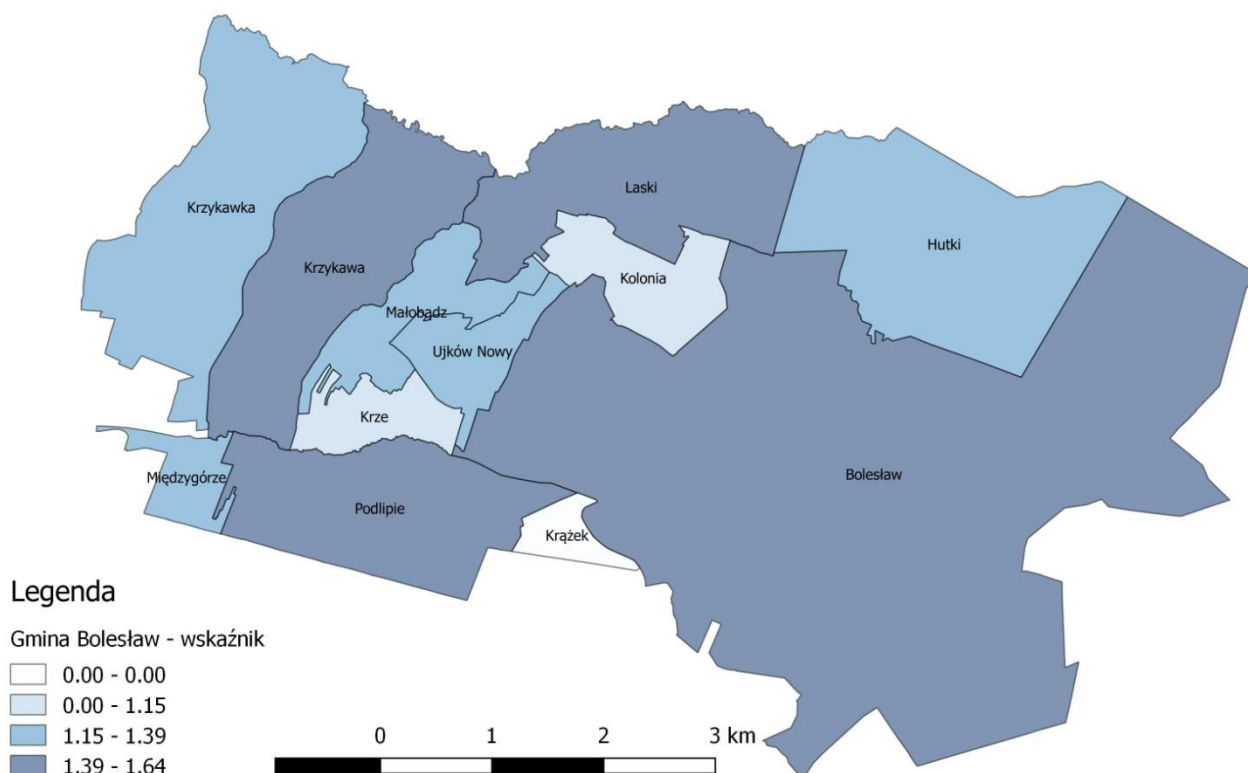 Krzykawka
Laski
Hutki
Krzykawa
Kolonia
Małobądz
Ujków Nowy
Krze
Bolesław
Międzygórze
Podlipie
Krążek
Legenda
Gmina Bolesław - wskaźnik
0.00 - 0.00
0.00 - 1.15
1.15 - 1.39
1.39 - 1.64
0 1 2 3 km